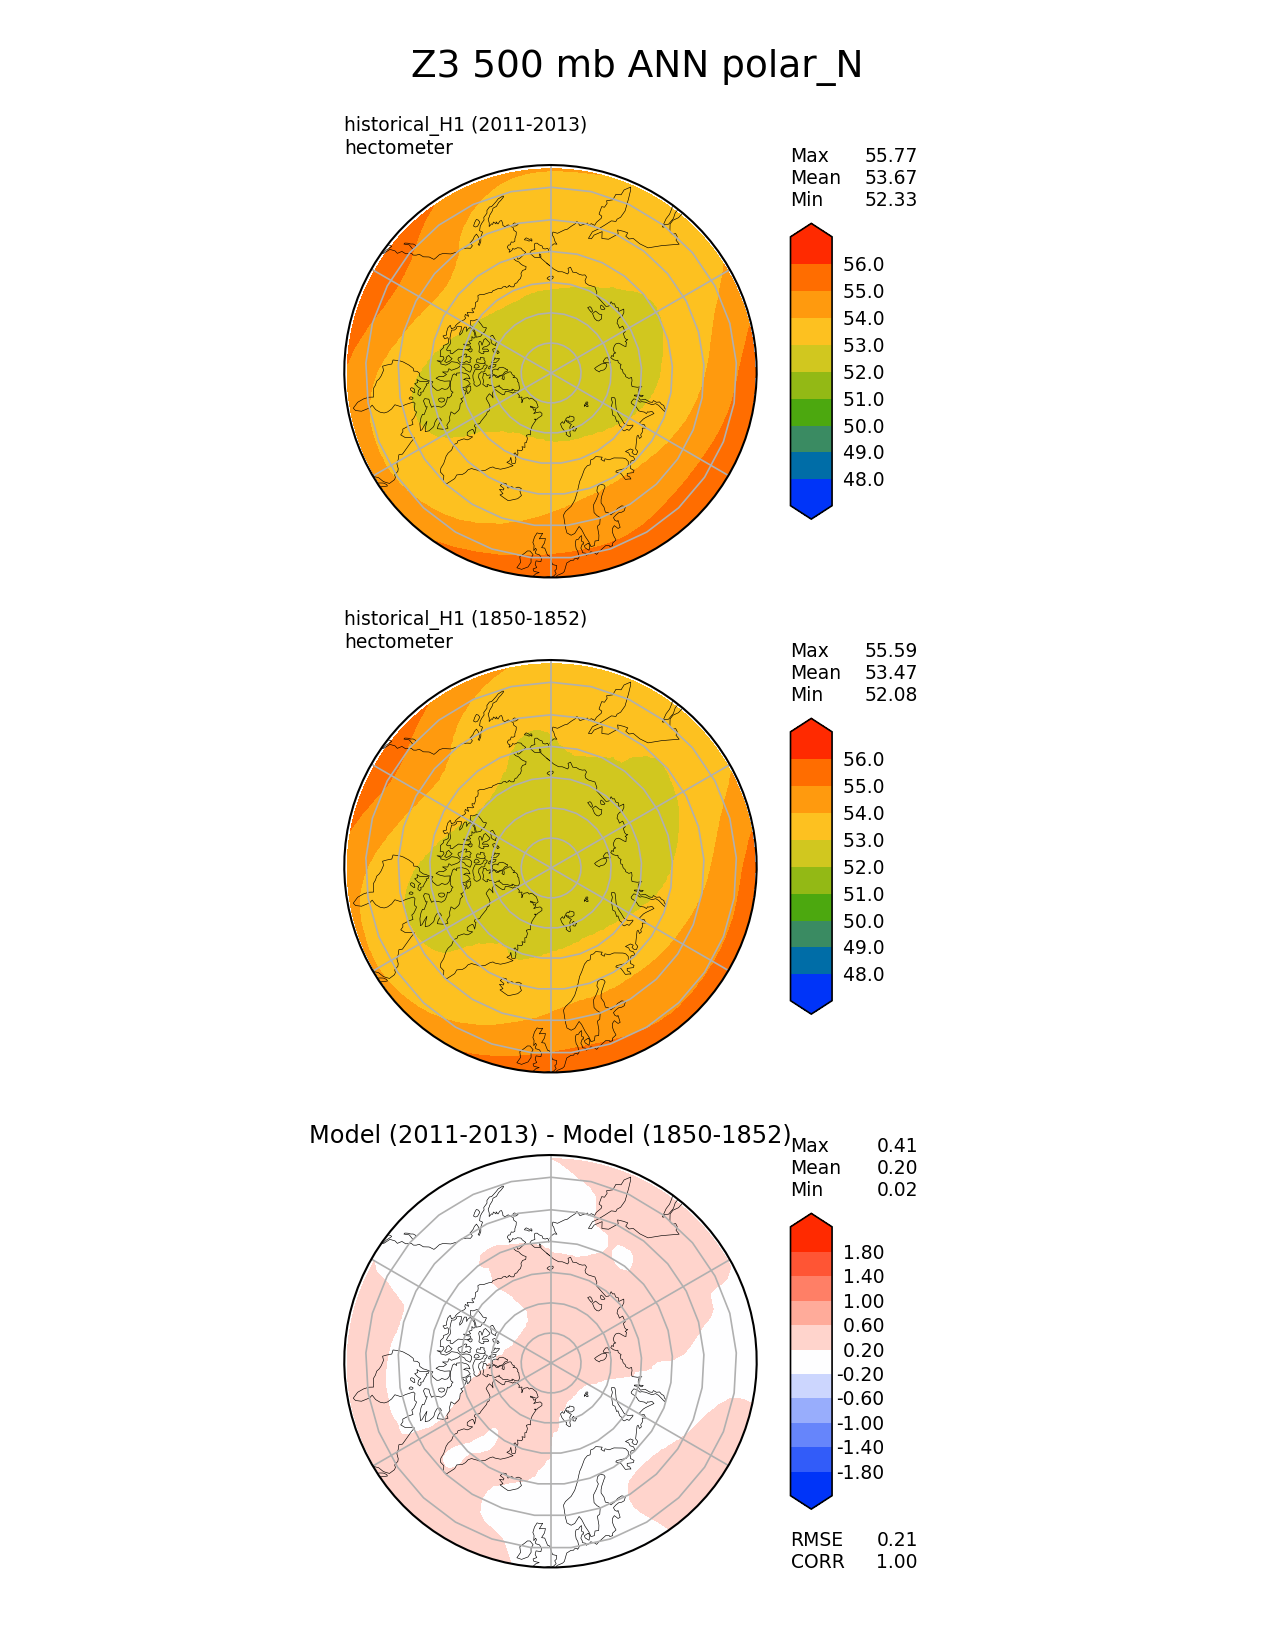 Z3 500 mb ANN polar_N
historical_H1 (2011-2013)
hectometer
Max 55.77
Mean 53.67
Min 52.33
56.0
55.0
54.0
53.0
52.0
51.0
50.0
49.0
48.0
historical_H1 (1850-1852)
hectometer
Max 55.59
Mean 53.47
Min 52.08
56.0
55.0
54.0
53.0
52.0
51.0
50.0
49.0
48.0
Model (2011-2013) - Model (1850-1852)
Max 0.41
Mean 0.20
Min 0.02
1.80
1.40
1.00
0.60
0.20
-0.20
-0.60
-1.00
-1.40
-1.80
RMSE 0.21
CORR 1.00